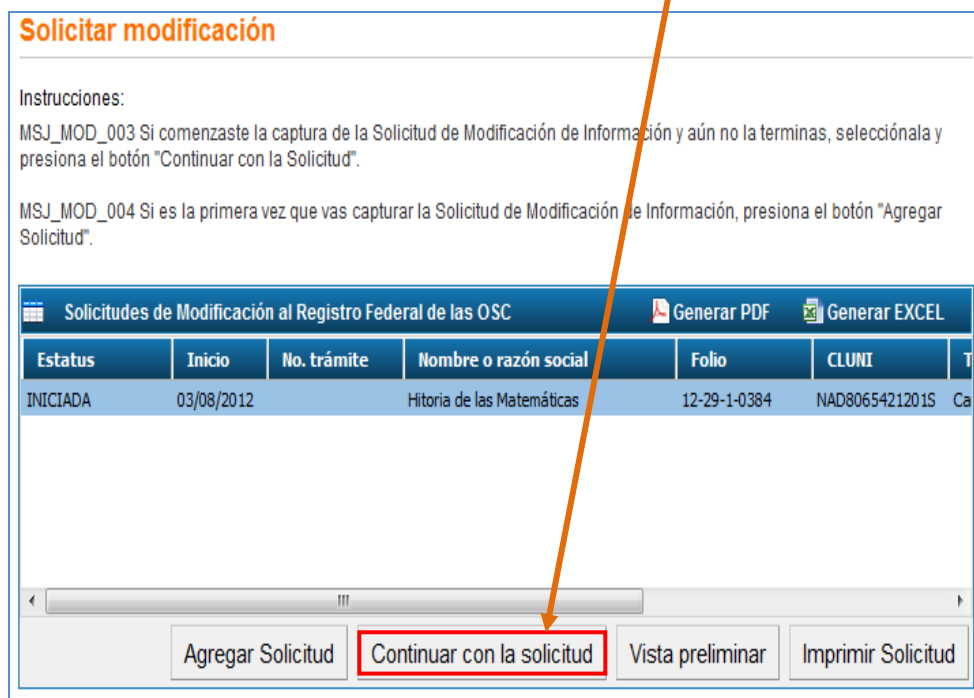 Solicitar modificación
Instrucciones:
MSJ_MOD_003 Si comenzaste la captura de la Solicitud de Modificación de Información y aún no la terminas, selecciónala y
presiona el botón "Continuar con la Solicitud".
MSJ_MOD_004 Si es la primera vez que vas capturar la Solicitud de Modificación de Información, presiona el botón "Agregar
Solicitud".
Solicitudes de Modificación al Registro Federal de las OSC Generar PDF Generar EXCEL
Estatus Inicio No. trámite Nombre o razón social Folio CLUNI T
INICIADA 03/08/2012 Hitoria de las Matemáticas 12-29-1-0384 NAD8065421201S Ca
Agregar Solicitud Continuar con la solicitud Vista preliminar Imprimir Solicitud